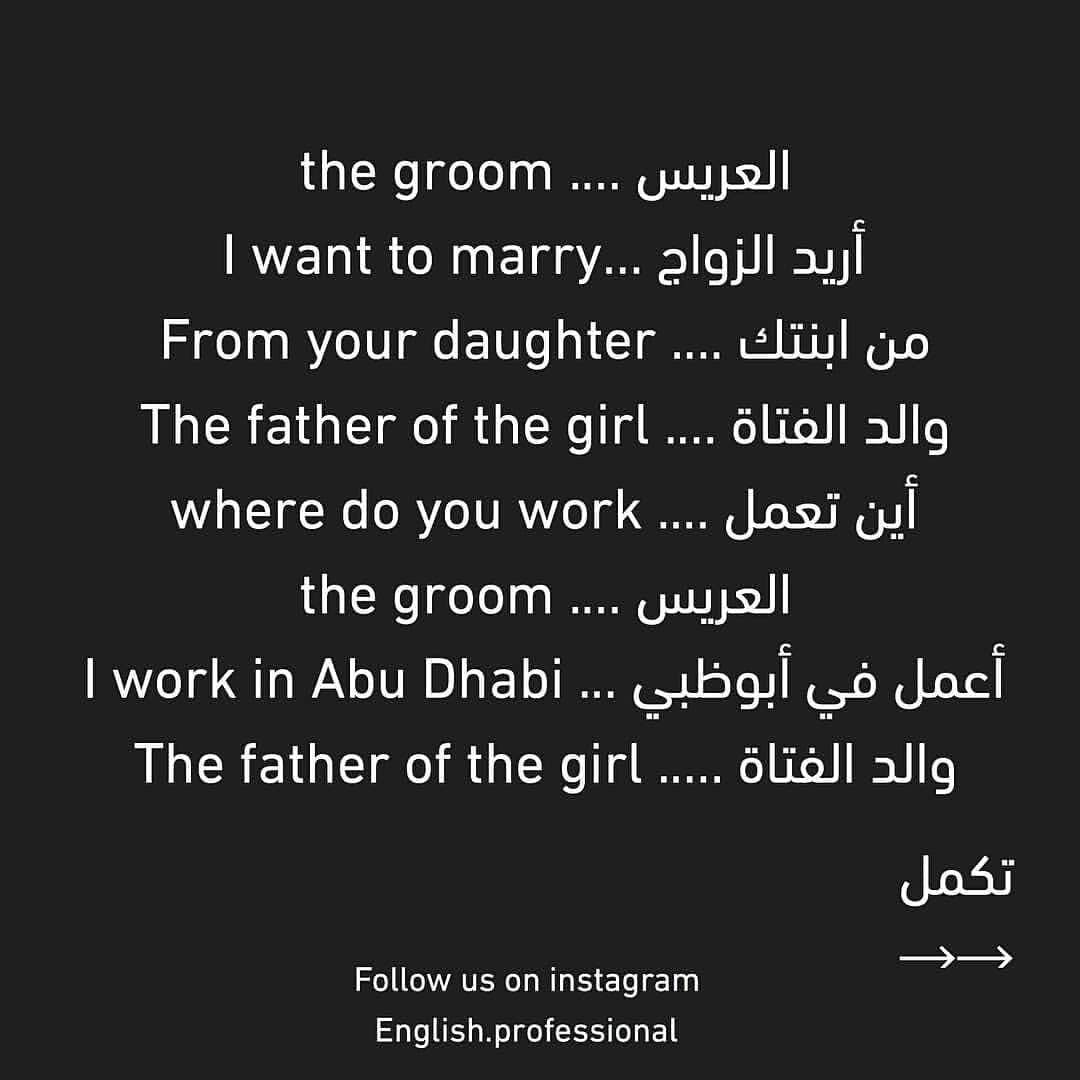 the groom .... العريس
I want to marry... أريد الزواج
From your daughter .... من ابنتك
The father of the girl .... والد الفتاة
where do you work .... أين تعمل
the groom .... العريس
I work in Abu Dhabi ... أعمل في أبوظبي
The father of the girl ..... والد الفتاة
تكمل
→→
Follow us on instagram
English.professional